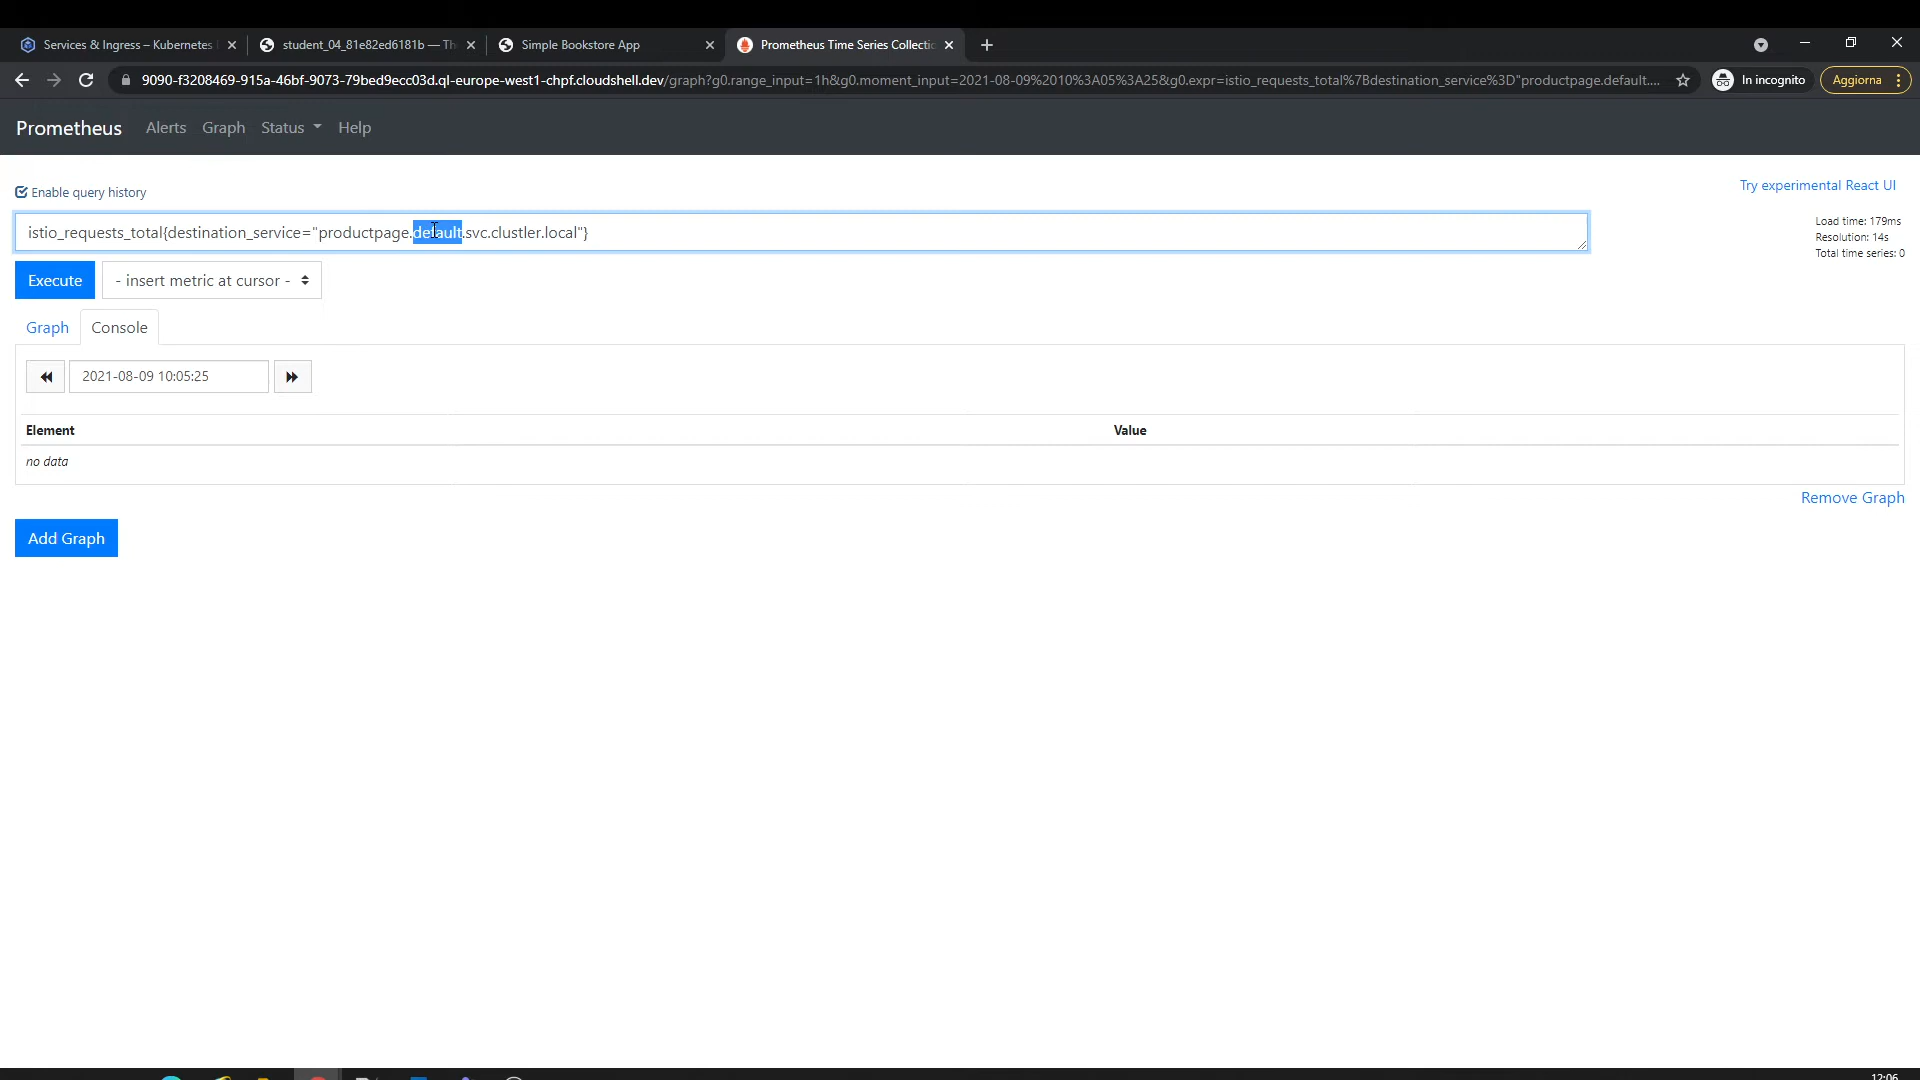 Services & Ingress – Kubernetes
student_04_81e82ed6181b — Th
Simple Bookstore App
Prometheus Time Series Collectic
9090-f3208469-915a-46bf-9073-79bed9ecc03d.ql-europe-west1-chpf.cloudshell.dev/graph?g0.range_input=1h&g0.moment_input=2021-08-09%2010%3A05%3A25&g0.expr=istio_requests_total%7Bdestination_service%3D"productpage.default....
In incognito
Aggiorna
Prometheus Alerts Graph Status Help
Enable query history
Try experimental React UI
istio_requests_total{destination_service="productpage.default.svc.clustler.local"}
Load time: 179ms
Resolution: 14s
Total time series: 0
Execute
- insert metric at cursor -
Graph Console
2021-08-09 10:05:25
Element Value
no data
Remove Graph
Add Graph
12:06